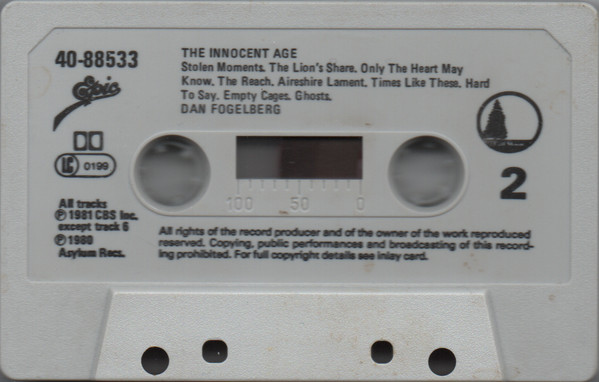 40-88533
Epic
LC 0199
All tracks
℗ 1981 CBS Inc.
except track 6
℗ 1980
Asylum Recs.
THE INNOCENT AGE
Stolen Moments. The Lion's Share. Only The Heart May
Know. The Reach. Aireshire Lament. Times Like These. Hard
To Say. Empty Cages. Ghosts.
DAN FOGELBERG
100 50 0
All rights of the record producer and of the owner of the work reproduced
reserved. Copying, public performances and broadcasting of this record-
ing prohibited. For full copyright details see inlay card.
Full Moon
2